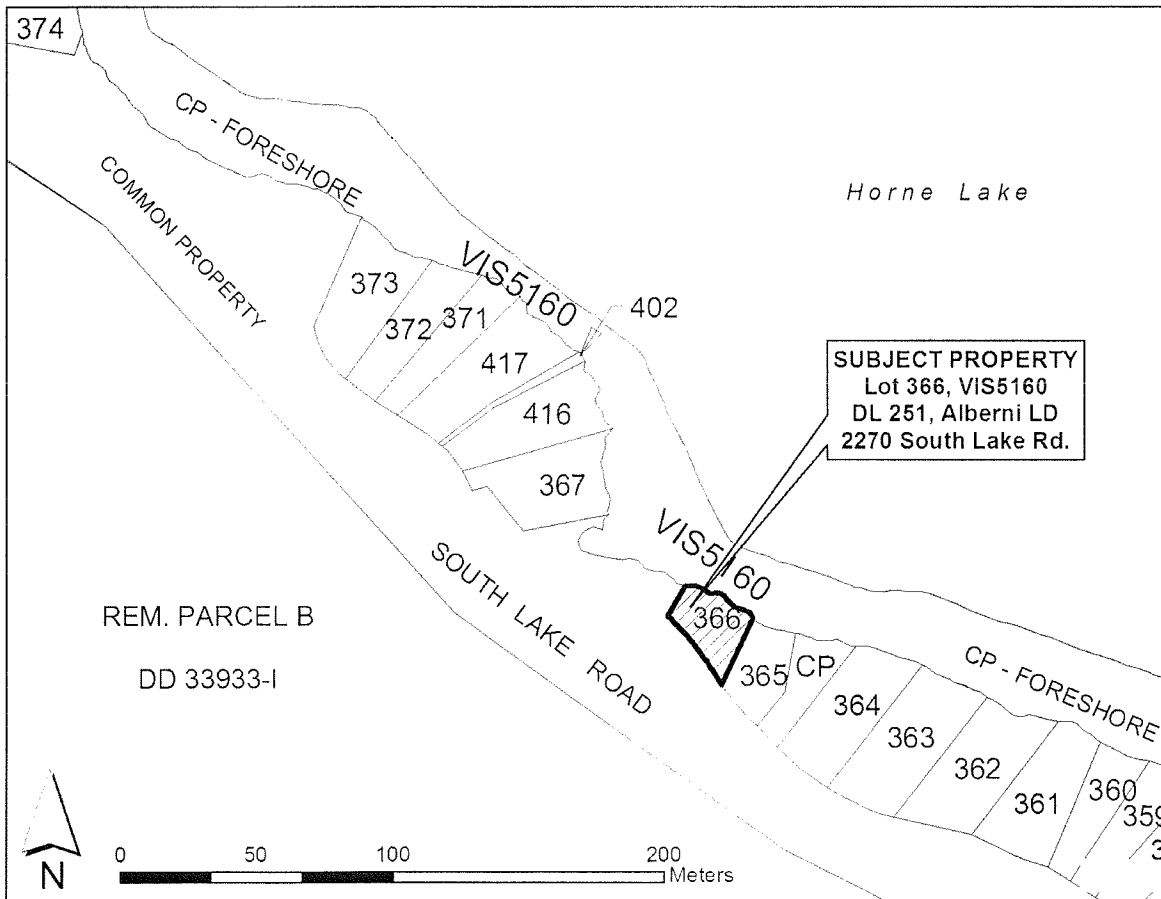 374
CP - FORESHORE
COMMON PROPERTY
Horne Lake
VIS5160
373
372
371
402
417
416
367
SUBJECT PROPERTY
Lot 366, VIS5160
DL 251, Alberni LD
2270 South Lake Rd.
VIS5160
SOUTH LAKE ROAD
366
REM. PARCEL B
DD 33933-I
365
CP
364
363
362
361
360
359
CP - FORESHORE
N
0 50 100 200
Meters